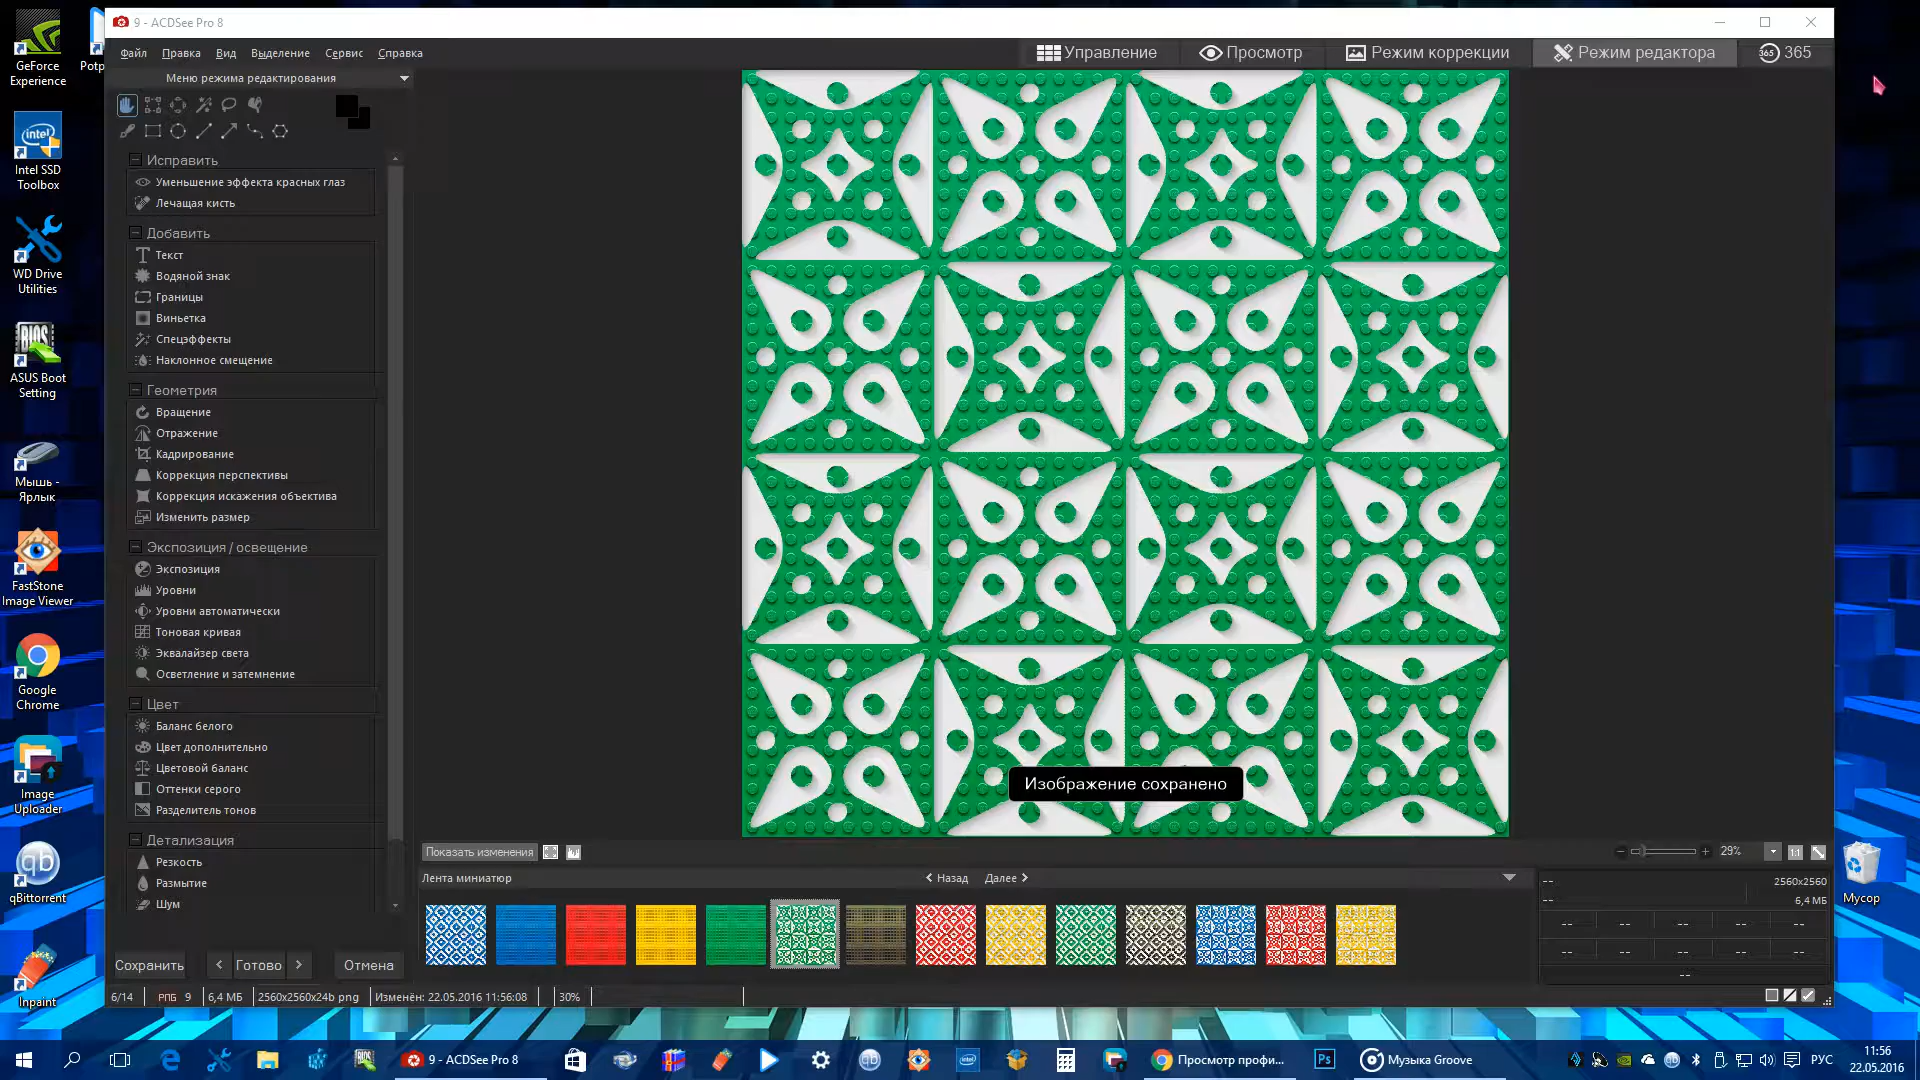 GeForce
Experience
Potp
Intel SSD
Toolbox
WD Drive
Utilities
BIOS
ASUS Boot
Setting
Мышь -
Ярлык
FastStone
Image Viewer
Google
Chrome
Image
Uploader
qBittorrent
Inpaint
9 - ACDSee Pro 8
Файл Правка Вид Выделение Сервис Справка
Управление Просмотр Режим коррекции Режим редактора 365 365
Меню режима редактирования
Исправить
Уменьшение эффекта красных глаз
Лечащая кисть
Добавить
Текст
Водяной знак
Границы
Виньетка
Спецэффекты
Наклонное смещение
Геометрия
Вращение
Отражение
Кадрирование
Коррекция перспективы
Коррекция искажения объектива
Изменить размер
Экспозиция / освещение
Экспозиция
Уровни
Уровни автоматически
Тоновая кривая
Эквалайзер света
Осветление и затемнение
Цвет
Баланс белого
Цвет дополнительно
Цветовой баланс
Оттенки серого
Разделитель тонов
Детализация
Резкость
Размытие
Шум
Сохранить < Готово > Отмена
Изображение сохранено
Показать изменения
29%
1:1
Лента миниатюр
Назад Далее
-- 2560x2560
-- 6,4 МБ
-- -- -- -- --
-- -- -- -- --
--
6/14 РПБ 9 6,4 МБ 2560x2560x24b png Изменён: 22.05.2016 11:56:08 30%
Мусор
9 - ACDSee Pro 8
Просмотр профи...
Ps
Музыка Groove
РУС
11:56
22.05.2016